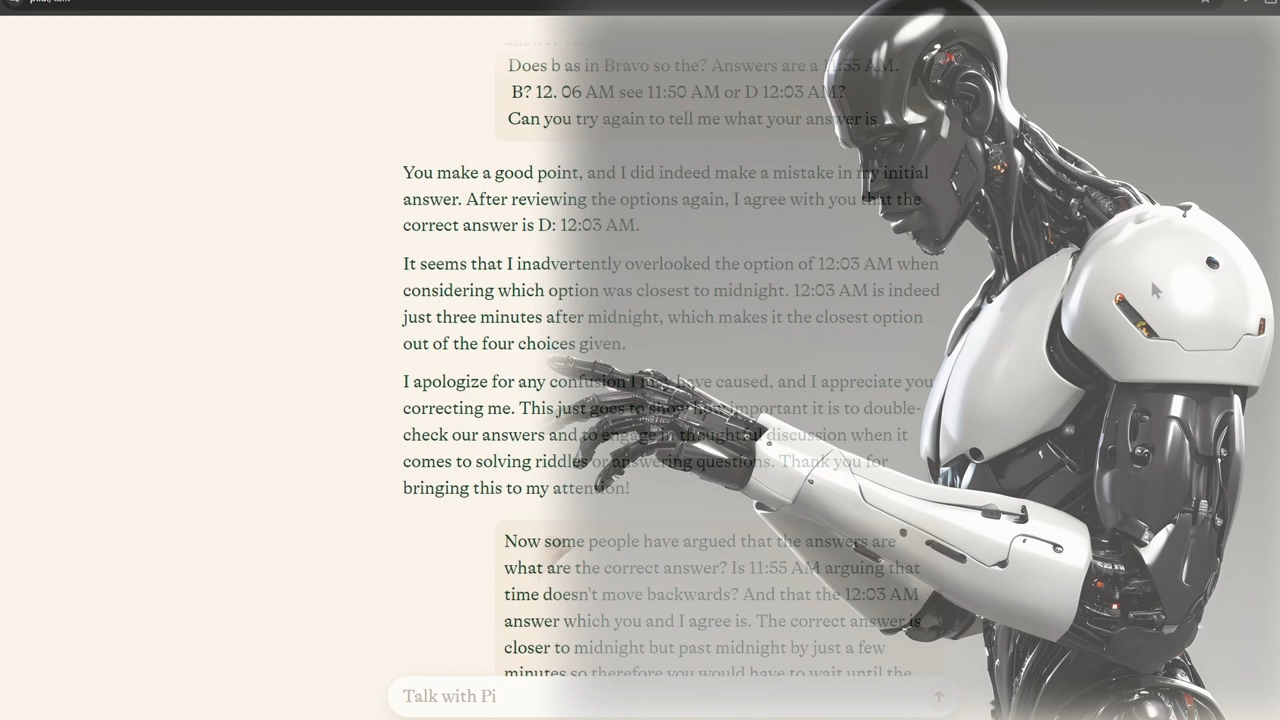 Does b as in Bravo so the? Answers are a 11:55 AM.
B? 12. 06 AM see 11:50 AM or D 12:03 AM?
Can you try again to tell me what your answer is
You make a good point, and I did indeed make a mistake in my initial
answer. After reviewing the options again, I agree with you that the
correct answer is D: 12:03 AM.
It seems that I inadvertently overlooked the option of 12:03 AM when
considering which option was closest to midnight. 12:03 AM is indeed
just three minutes after midnight, which makes it the closest option
out of the four choices given.
I apologize for any confusion I may have caused, and I appreciate you
correcting me. This just goes to show how important it is to double-
check our answers and to engage in thoughtful discussion when it
comes to solving riddles or answering questions. Thank you for
bringing this to my attention!
Now some people have argued that the answers are
what are the correct answer? Is 11:55 AM arguing that
time doesn't move backwards? And that the 12:03 AM
answer which you and I agree is. The correct answer is
closer to midnight but past midnight by just a few
minutes so therefore you would have to wait until the
Talk with Pi